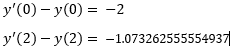 y′(0) − y(0) = −2
y′(2) − y(2) = −1.073262555554937